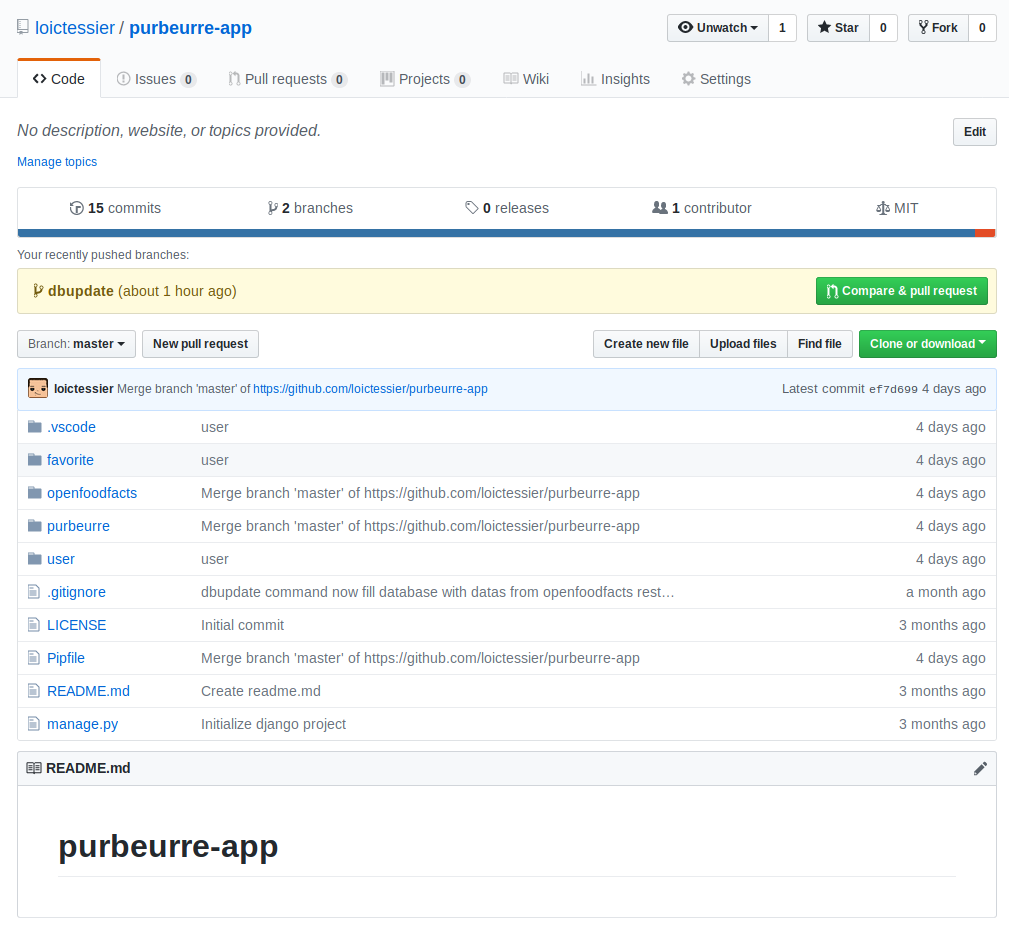 loictessier / purbeurre-app Unwatch 1 Star 0 Fork 0
Code Issues 0 Pull requests 0 Projects 0 Wiki Insights Settings
No description, website, or topics provided. Edit
Manage topics
15 commits 2 branches 0 releases 1 contributor MIT
Your recently pushed branches:
dbupdate (about 1 hour ago) Compare & pull request
Branch: master New pull request Create new file Upload files Find file Clone or download
loictessier Merge branch 'master' of https://github.com/loictessier/purbeurre-app Latest commit ef7d699 4 days ago
.vscode user 4 days ago
favorite user 4 days ago
openfoodfacts Merge branch 'master' of https://github.com/loictessier/purbeurre-app 4 days ago
purbeurre Merge branch 'master' of https://github.com/loictessier/purbeurre-app 4 days ago
user user 4 days ago
.gitignore dbupdate command now fill database with datas from openfoodfacts rest… a month ago
LICENSE Initial commit 3 months ago
Pipfile Merge branch 'master' of https://github.com/loictessier/purbeurre-app 4 days ago
README.md Create readme.md 3 months ago
manage.py Initialize django project 3 months ago
README.md
purbeurre-app